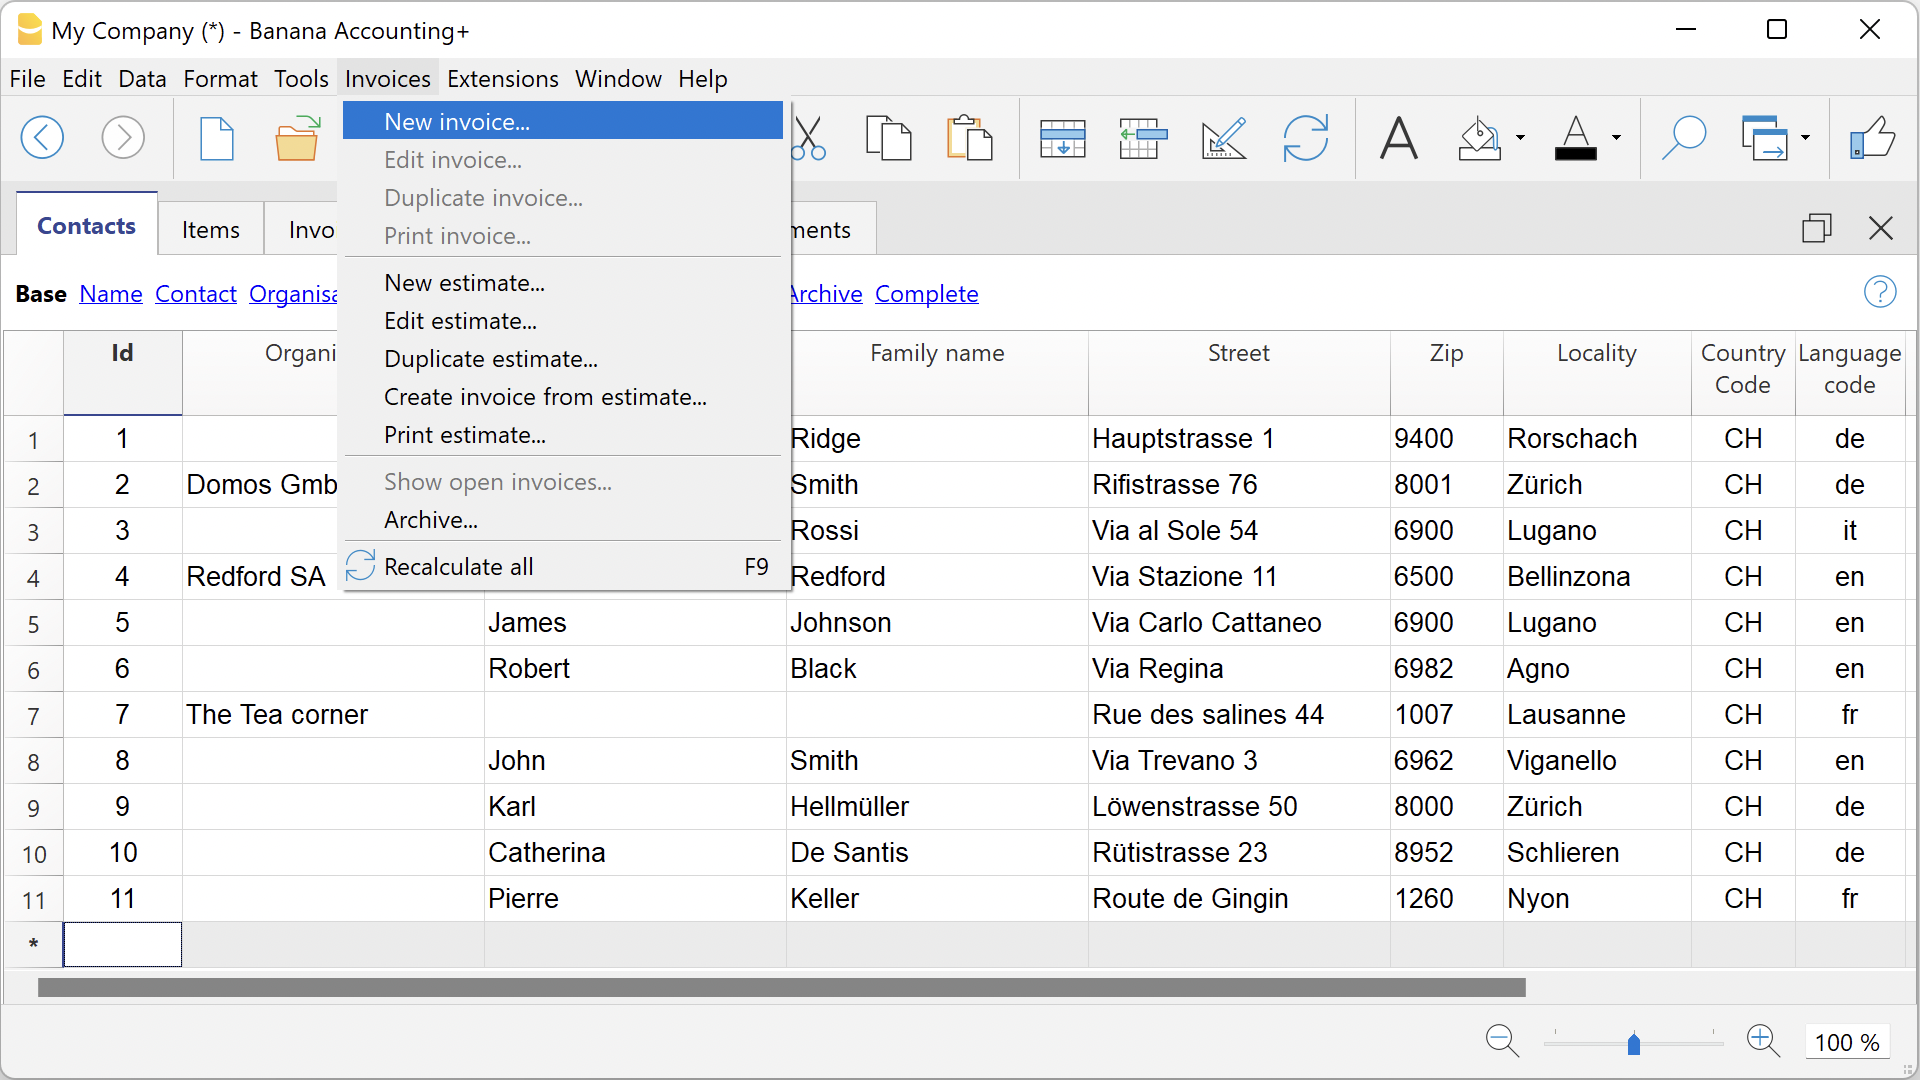 My Company (*) - Banana Accounting+
File Edit Data Format Tools Invoices Extensions Window Help
New invoice...
Edit invoice...
Duplicate invoice...
Print invoice...
New estimate...
Edit estimate...
Duplicate estimate...
Create invoice from estimate...
Print estimate...
Show open invoices...
Archive...
Recalculate all F9
Contacts Items Invo ments
Base Name Contact Organisa Archive Complete
Id Organi Family name Street Zip Locality Country Code Language code
1 1 Ridge Hauptstrasse 1 9400 Rorschach CH de
2 2 Domos Gmb Smith Rifistrasse 76 8001 Zürich CH de
3 3 Rossi Via al Sole 54 6900 Lugano CH it
4 4 Redford SA Redford Via Stazione 11 6500 Bellinzona CH en
5 5 James Johnson Via Carlo Cattaneo 6900 Lugano CH en
6 6 Robert Black Via Regina 6982 Agno CH en
7 7 The Tea corner Rue des salines 44 1007 Lausanne CH fr
8 8 John Smith Via Trevano 3 6962 Viganello CH en
9 9 Karl Hellmüller Löwenstrasse 50 8000 Zürich CH de
10 10 Catherina De Santis Rütistrasse 23 8952 Schlieren CH de
11 11 Pierre Keller Route de Gingin 1260 Nyon CH fr
*
100 %